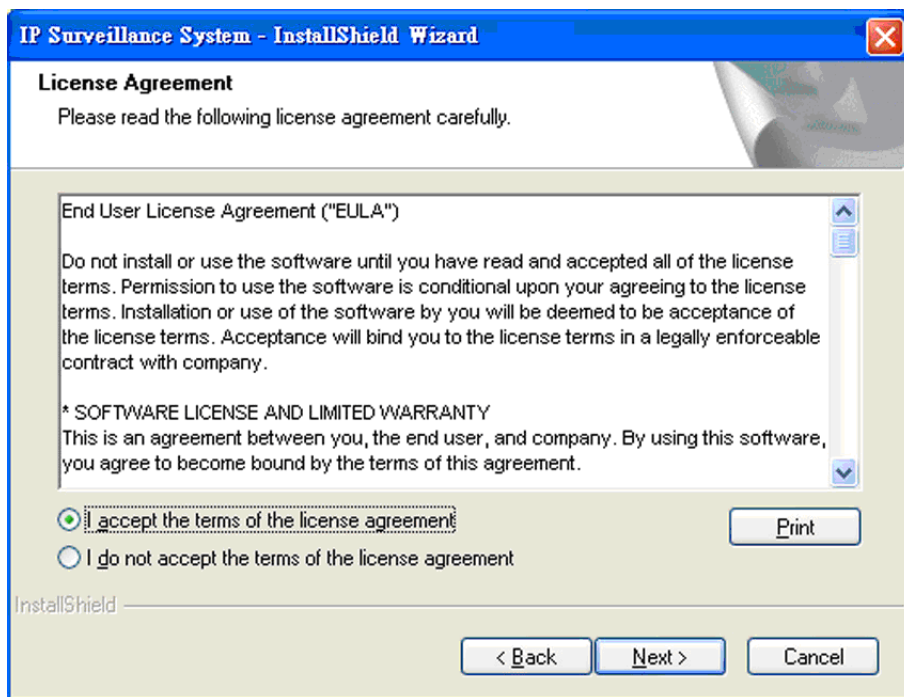 IP Surveillance System - InstallShield Wizard
License Agreement
Please read the following license agreement carefully.
End User License Agreement ("EULA")
Do not install or use the software until you have read and accepted all of the license
terms. Permission to use the software is conditional upon your agreeing to the license
terms. Installation or use of the software by you will be deemed to be acceptance of
the license terms. Acceptance will bind you to the license terms in a legally enforceable
contract with company.
* SOFTWARE LICENSE AND LIMITED WARRANTY
This is an agreement between you, the end user, and company. By using this software,
you agree to become bound by the terms of this agreement.
I accept the terms of the license agreement
Print
I do not accept the terms of the license agreement
InstallShield
< Back
Next >
Cancel